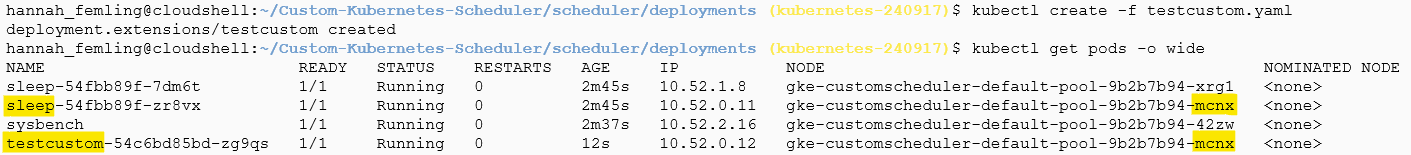 hannah_femling@cloudshell:~/Custom-Kubernetes-Scheduler/scheduler/deployments (kubernetes-240917)$ kubectl create -f testcustom.yaml
deployment.extensions/testcustom created
hannah_femling@cloudshell:~/Custom-Kubernetes-Scheduler/scheduler/deployments (kubernetes-240917)$ kubectl get pods -o wide
NAME READY STATUS RESTARTS AGE IP NODE NOMINATED NODE
sleep-54fbb89f-7dm6t 1/1 Running 0 2m45s 10.52.1.8 gke-customscheduler-default-pool-9b2b7b94-xrg1 <none>
sleep-54fbb89f-zr8vx 1/1 Running 0 2m45s 10.52.0.11 gke-customscheduler-default-pool-9b2b7b94-mcnx <none>
sysbench 1/1 Running 0 2m37s 10.52.2.16 gke-customscheduler-default-pool-9b2b7b94-42zw <none>
testcustom-54c6bd85bd-zg9qs 1/1 Running 0 12s 10.52.0.12 gke-customscheduler-default-pool-9b2b7b94-mcnx <none>